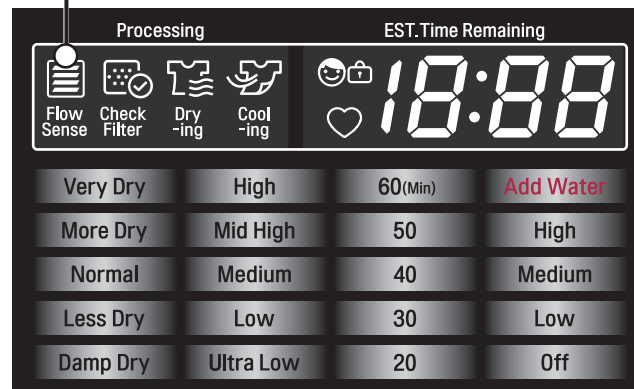 Processing EST.Time Remaining
18:88
Flow Sense Check Filter Dry -ing Cool -ing
Very Dry High 60(Min) Add Water
More Dry Mid High 50 High
Normal Medium 40 Medium
Less Dry Low 30 Low
Damp Dry Ultra Low 20 Off